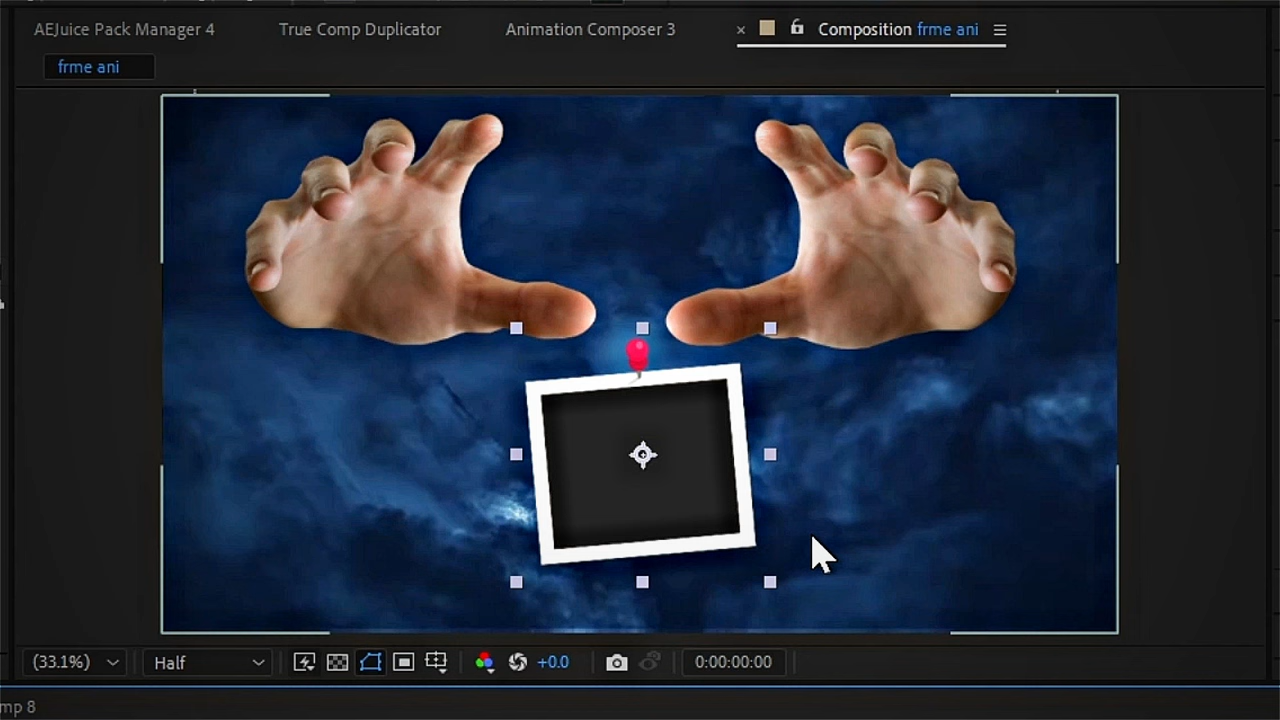 AEJuice Pack Manager 4 True Comp Duplicator Animation Composer 3 × Composition frme ani
frme ani
(33.1%) Half +0.0 0:00:00:00
mp 8